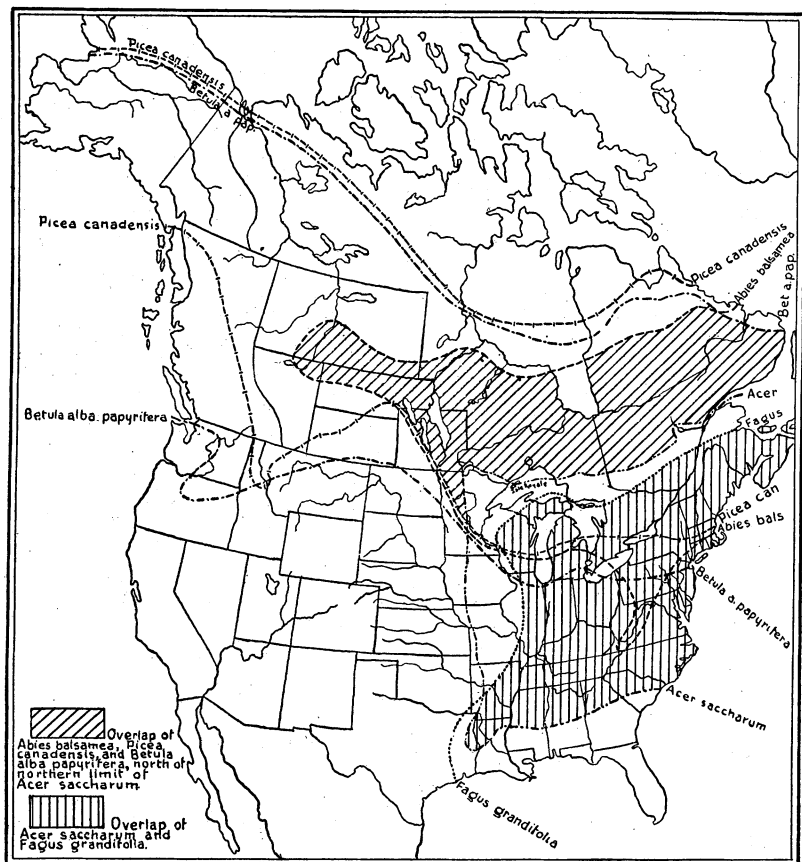 Picea canadensis
Betula a. pap.
Picea canadensis
Picea canadensis
Abies balsamea
Bet a. pap.
Betula alba. papyrifera
Acer
Fagus
Picea can
Abies bals
Betula a. papyrifera
Acer saccharum
Fagus granditolia
Overlap of
Abies balsamea, Picea
canadensis, and Betula
alba papyrifera, north of
northern limit of
Acer saccharum.
Overlap of
Acer saccharum and
Fagus granditolia.